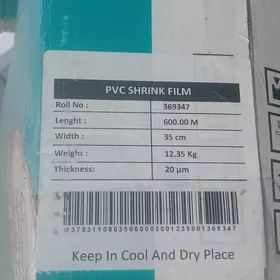 PVC SHRINK FILM
Roll No : 369347
Lenght : 600.00 M
Width : 35 cm
Weight : 12.35 Kg
Thickness: 20 µm
Keep In Cool And Dry Place